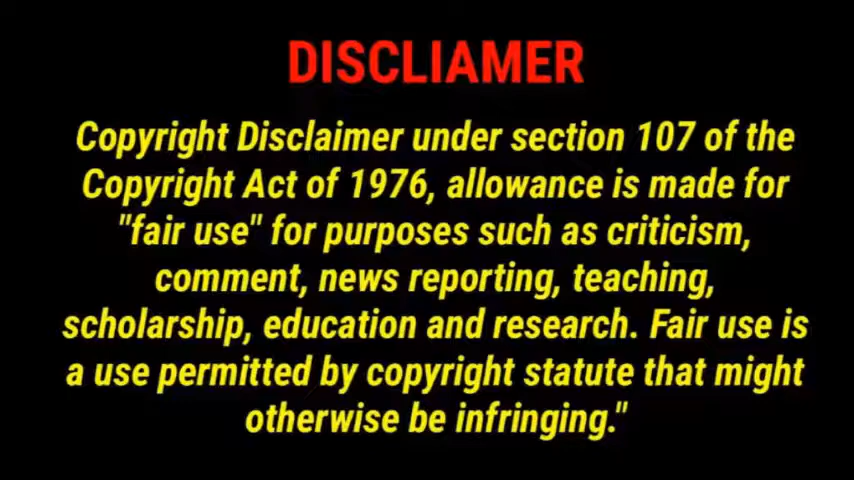 DISCLIAMER
Copyright Disclaimer under section 107 of the
Copyright Act of 1976, allowance is made for
"fair use" for purposes such as criticism,
comment, news reporting, teaching,
scholarship, education and research. Fair use is
a use permitted by copyright statute that might
otherwise be infringing."